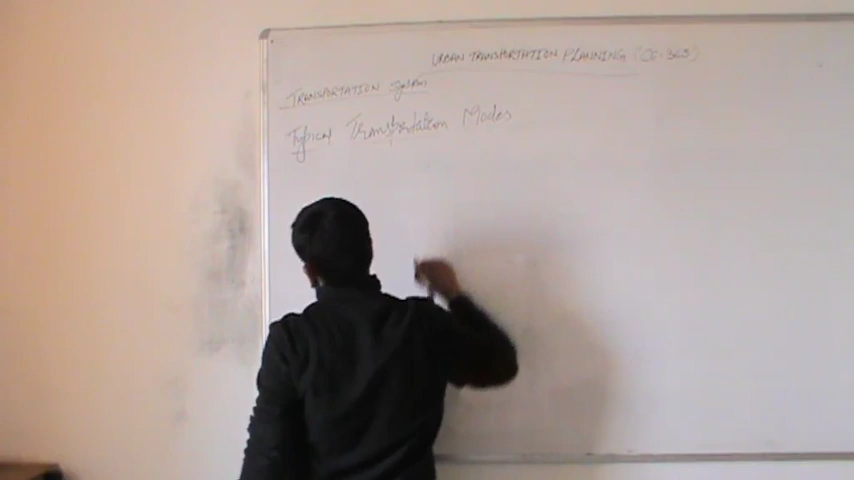 URBAN TRANSPORTATION PLANNING (CE-363)
TRANSPORTATION System
Typical Transportation Modes